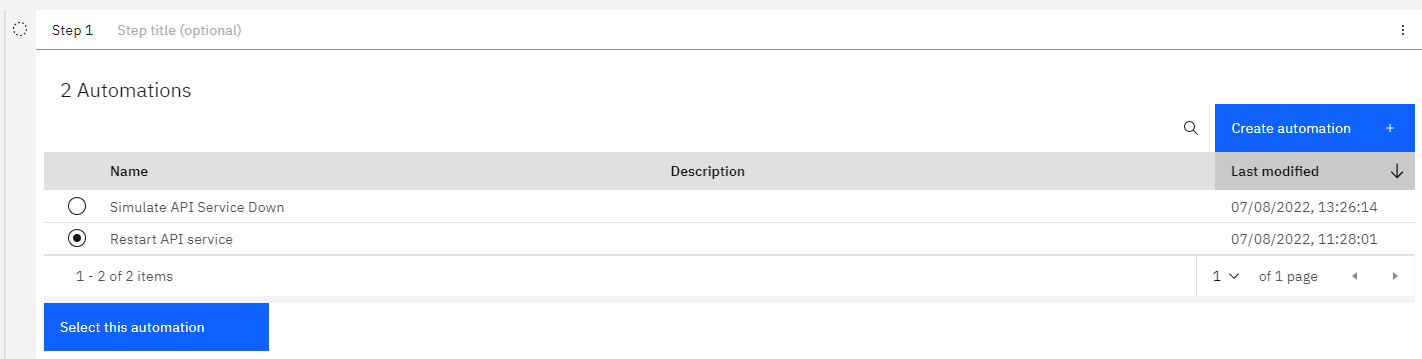 Step 1 Step title (optional)
2 Automations
Create automation +
Name Description Last modified
Simulate API Service Down 07/08/2022, 13:26:14
Restart API service 07/08/2022, 11:28:01
1 - 2 of 2 items 1 of 1 page
Select this automation